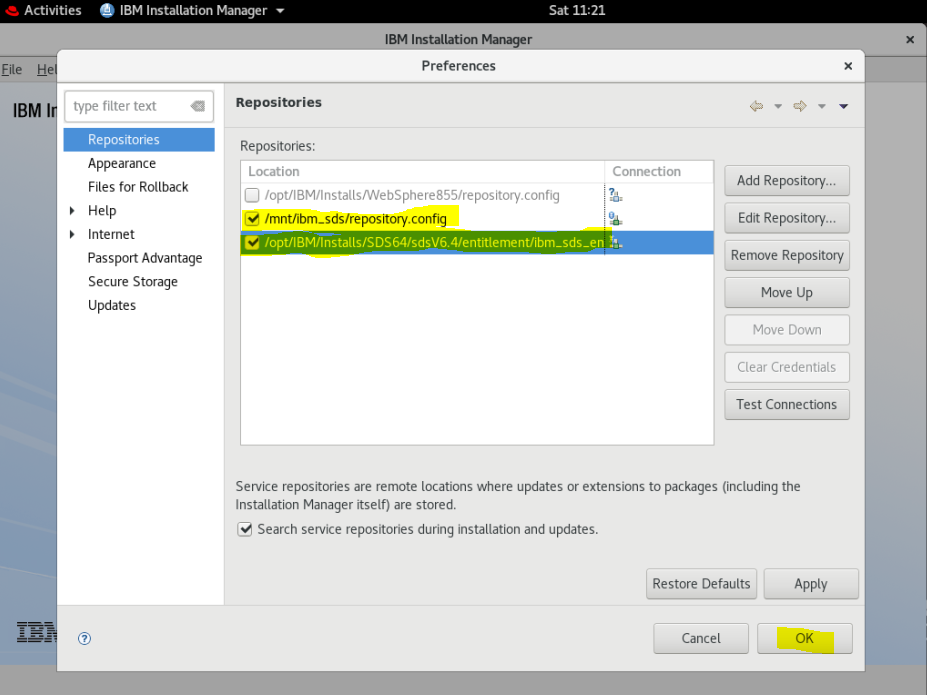 Activities IBM Installation Manager Sat 11:21
IBM Installation Manager
Preferences
File Hel
IBM In
type filter text
Repositories
Appearance
Files for Rollback
Help
Internet
Passport Advantage
Secure Storage
Updates
Repositories
Repositories:
Location Connection
/opt/IBM/Installs/WebSphere855/repository.config
/mnt/ibm_sds/repository.config
/opt/IBM/Installs/SDS64/sdsV6.4/entitlement/ibm_sds_en
Add Repository...
Edit Repository...
Remove Repository
Move Up
Move Down
Clear Credentials
Test Connections
Service repositories are remote locations where updates or extensions to packages (including the
Installation Manager itself) are stored.
Search service repositories during installation and updates.
Restore Defaults Apply
IBM
Cancel OK